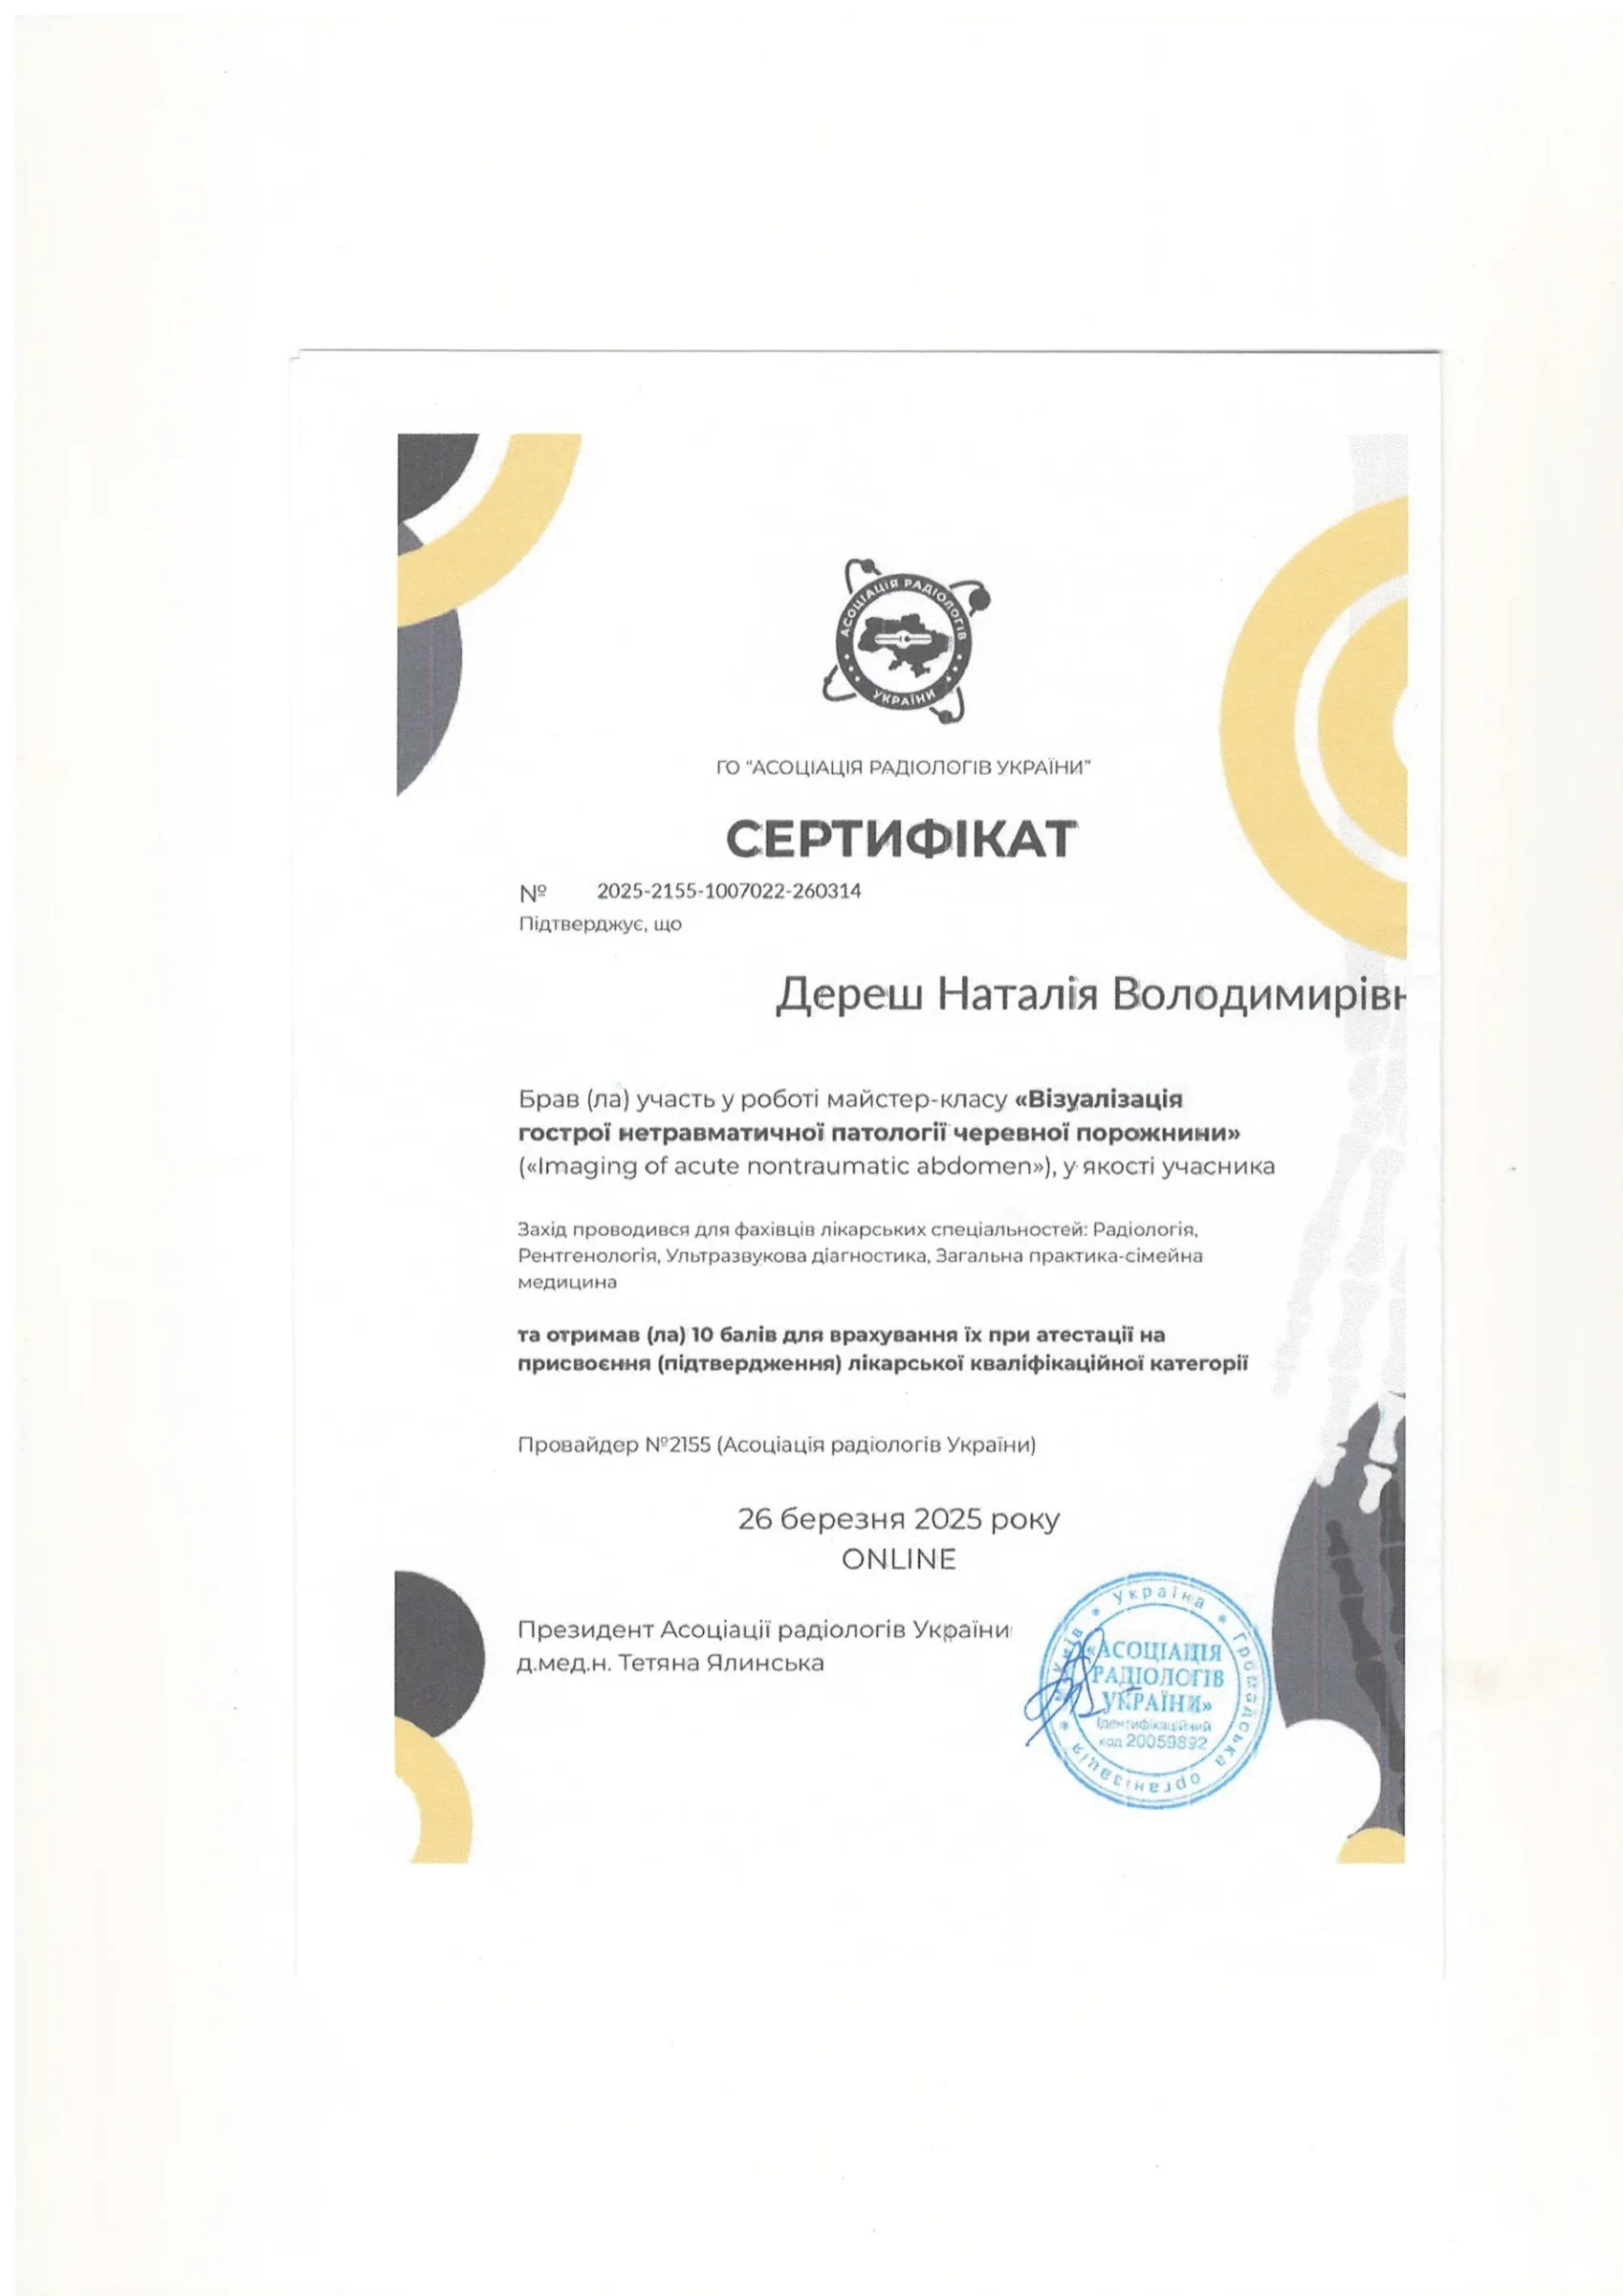 АСОЦІАЦІЯ РАДІОЛОГІВ
УКРАЇНИ
ГО "АСОЦІАЦІЯ РАДІОЛОГІВ УКРАЇНИ"
СЕРТИФІКАТ
№ 2025-2155-1007022-260314
Підтверджує, що
Дереш Наталія Володимирівн
Брав (ла) участь у роботі майстер-класу «Візуалізація
гострої нетравматичної патології черевної порожнини»
(«Imaging of acute nontraumatic abdomen»), у якості учасника
Захід проводився для фахівців лікарських спеціальностей: Радіологія,
Рентгенологія, Ультразвукова діагностика, Загальна практика-сімейна
медицина
та отримав (ла) 10 балів для врахування їх при атестації на
присвоєння (підтвердження) лікарської кваліфікаційної категорії
Провайдер №2155 (Асоціація радіологів України)
26 березня 2025 року
ONLINE
Президент Асоціації радіологів України
д.мед.н. Тетяна Ялинська
Україна * Громадська організація * м.Київ *
«АСОЦІАЦІЯ
РАДІОЛОГІВ
УКРАЇНИ»
Ідентифікаційний
код 20059892